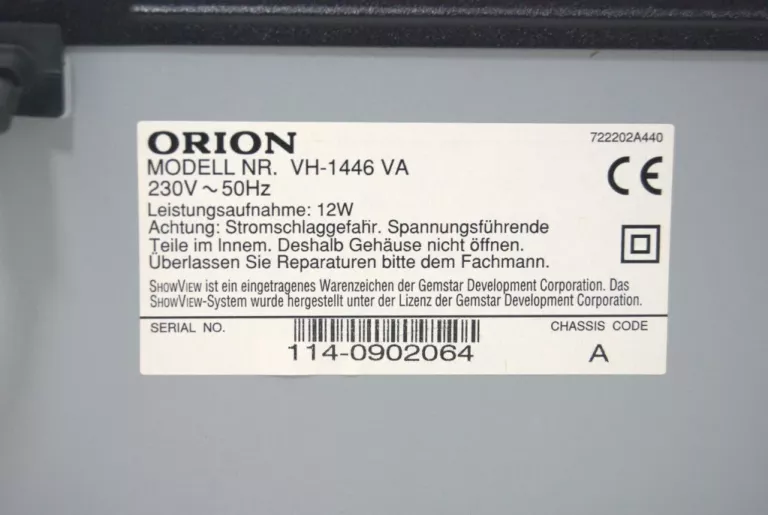 ORION
722202A440
MODELL NR. VH-1446 VA
230V ~ 50Hz
CE
Leistungsaufnahme: 12W
Achtung: Stromschlaggefahr. Spannungsführende
Teile im Innern. Deshalb Gehäuse nicht öffnen.
Überlassen Sie Reparaturen bitte dem Fachmann.
SHOWVIEW ist ein eingetragenes Warenzeichen der Gemstar Development Corporation. Das
SHOWVIEW-System wurde hergestellt unter der Lizenz der Gemstar Development Corporation.
SERIAL NO.
114-0902064
CHASSIS CODE
A